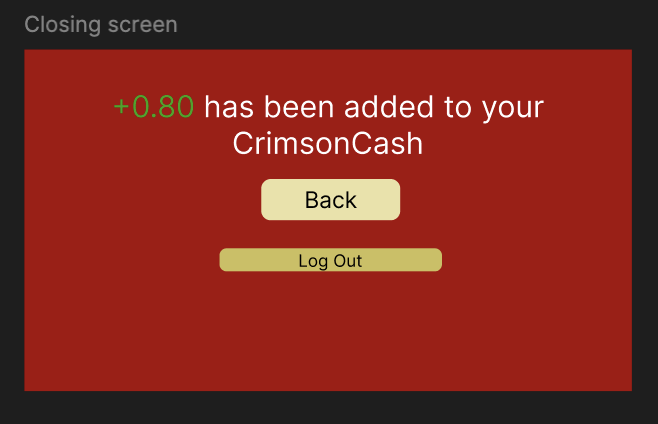 Closing screen
+0.80 has been added to your
CrimsonCash
Back
Log Out